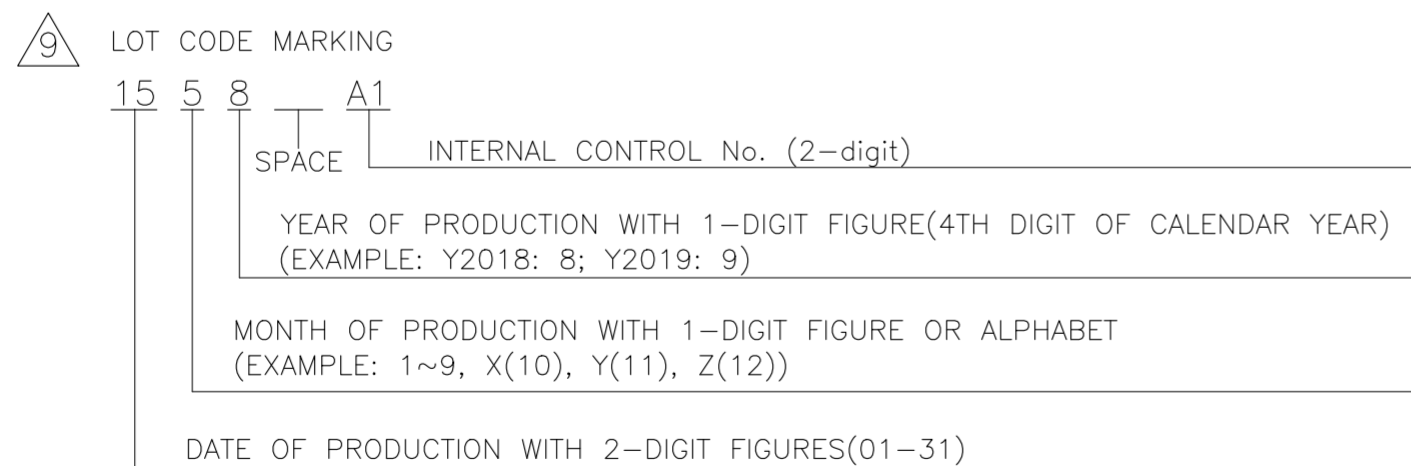 9 LOT CODE MARKING
15 5 8 __ A1
SPACE
INTERNAL CONTROL No. (2-digit)
YEAR OF PRODUCTION WITH 1-DIGIT FIGURE(4TH DIGIT OF CALENDAR YEAR)
(EXAMPLE: Y2018: 8; Y2019: 9)
MONTH OF PRODUCTION WITH 1-DIGIT FIGURE OR ALPHABET
(EXAMPLE: 1~9, X(10), Y(11), Z(12))
DATE OF PRODUCTION WITH 2-DIGIT FIGURES(01-31)